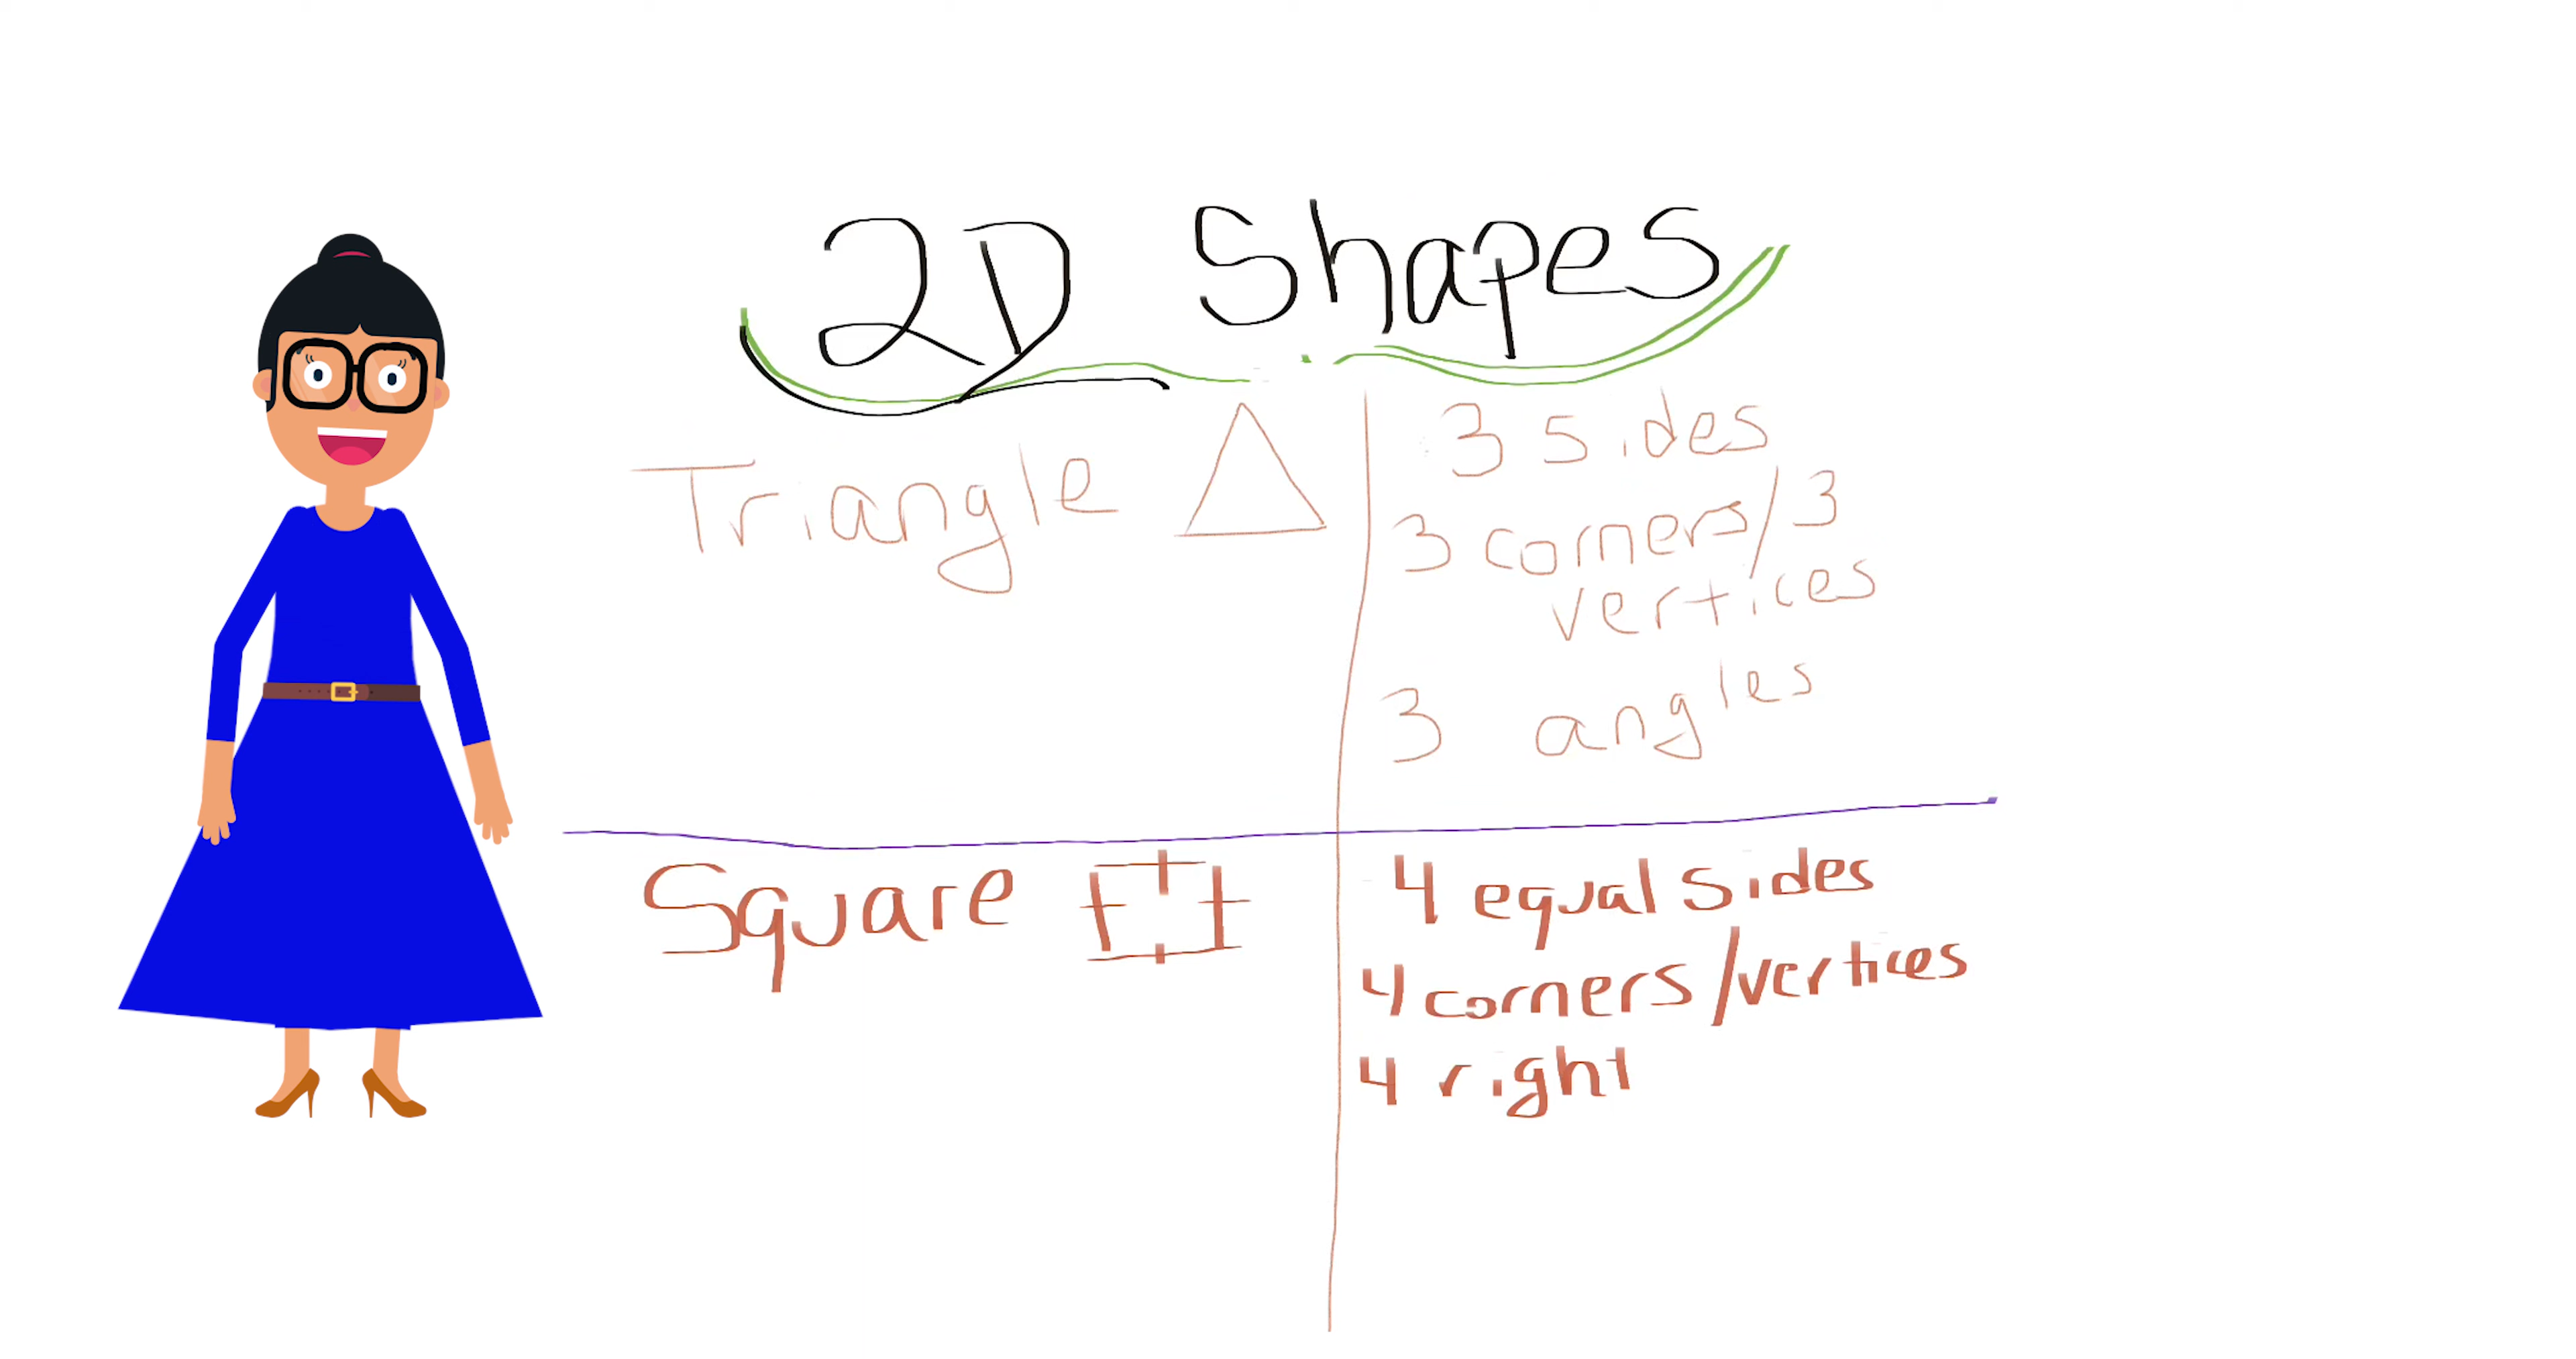 2D Shapes
Triangle
3 sides
3 corners/3
vertices
3 angles
Square
4 equal sides
4 corners/vertices
4 right